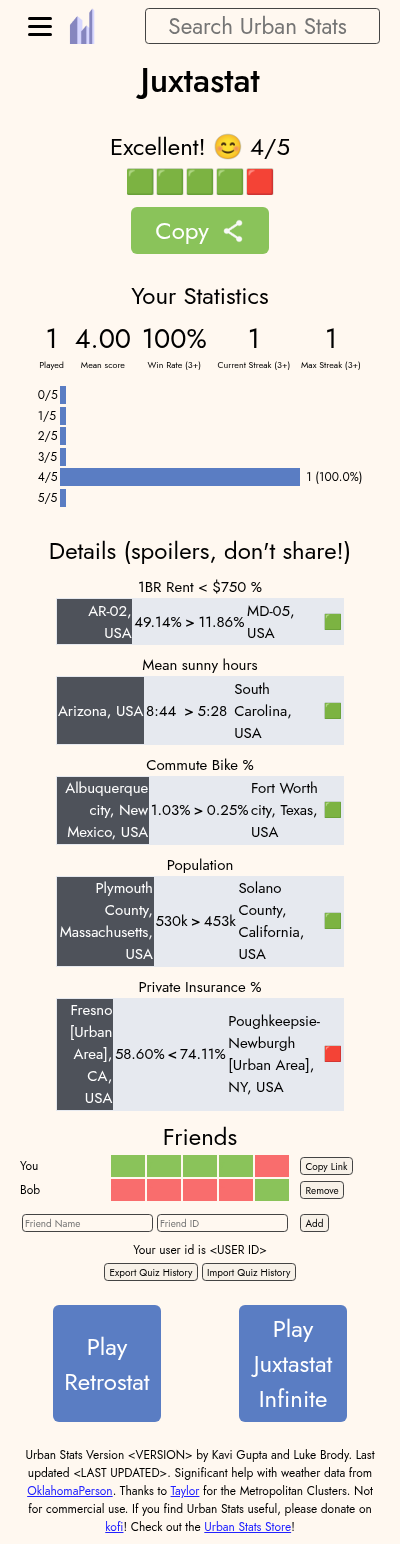 Search Urban Stats
Juxtastat
Excellent! 😊 4/5
🟩🟩🟩🟩🟥
Copy
Your Statistics
1 4.00 100% 1 1
Played Mean score Win Rate (3+) Current Streak (3+) Max Streak (3+)
0/5
1/5
2/5
3/5
4/5 1 (100.0%)
5/5
Details (spoilers, don't share!)
1BR Rent < $750 %
AR-02,
USA
49.14% > 11.86%
MD-05,
USA
🟩
Mean sunny hours
Arizona, USA
8:44 > 5:28
South
Carolina,
USA
🟩
Commute Bike %
Albuquerque
city, New
Mexico, USA
1.03% > 0.25%
Fort Worth
city, Texas,
USA
🟩
Population
Plymouth
County,
Massachusetts,
USA
530k > 453k
Solano
County,
California,
USA
🟩
Private Insurance %
Fresno
[Urban
Area],
CA,
USA
58.60% < 74.11%
Poughkeepsie-
Newburgh
[Urban Area],
NY, USA
🟥
Friends
You Copy Link
Bob Remove
Friend Name Friend ID Add
Your user id is <USER ID>
Export Quiz History Import Quiz History
Play
Retrostat
Play
Juxtastat
Infinite
Urban Stats Version <VERSION> by Kavi Gupta and Luke Brody. Last
updated <LAST UPDATED>. Significant help with weather data from
OklahomaPerson. Thanks to Taylor for the Metropolitan Clusters. Not
for commercial use. If you find Urban Stats useful, please donate on
kofi! Check out the Urban Stats Store!